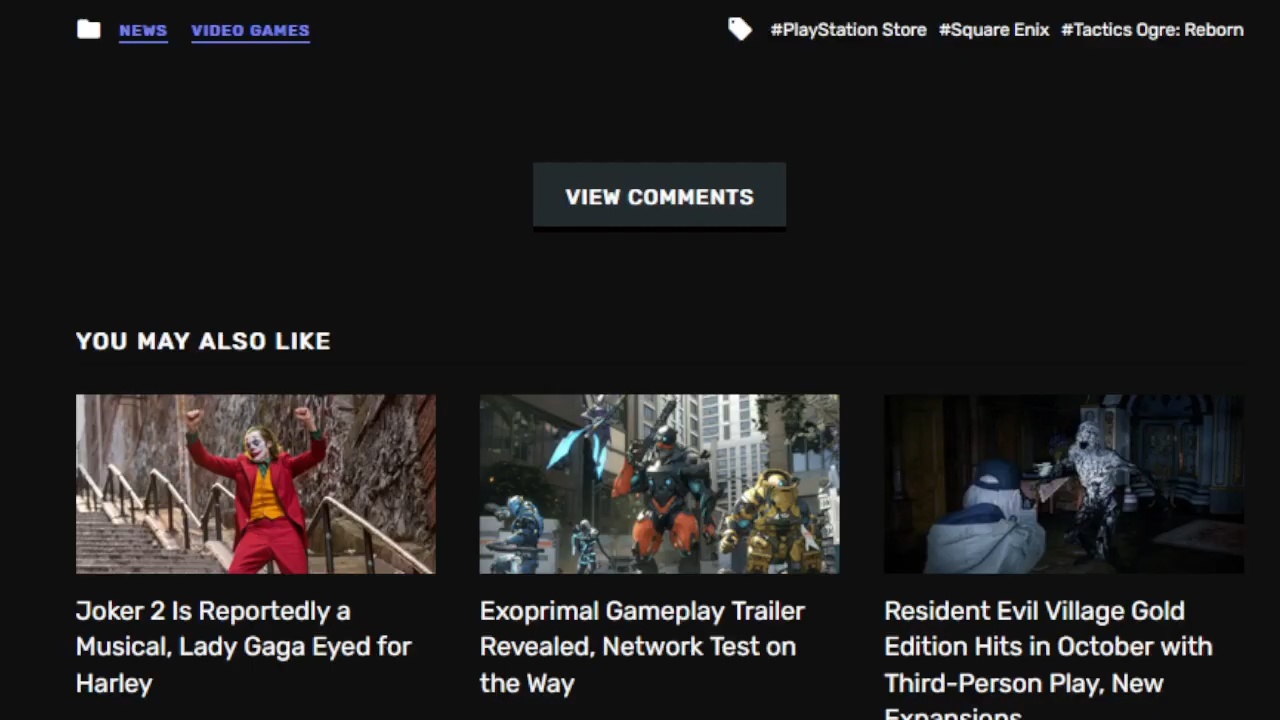 NEWS VIDEO GAMES #PlayStation Store #Square Enix #Tactics Ogre: Reborn
VIEW COMMENTS
YOU MAY ALSO LIKE
Joker 2 Is Reportedly a
Musical, Lady Gaga Eyed for
Harley
Exoprimal Gameplay Trailer
Revealed, Network Test on
the Way
Resident Evil Village Gold
Edition Hits in October with
Third-Person Play, New
Expansions